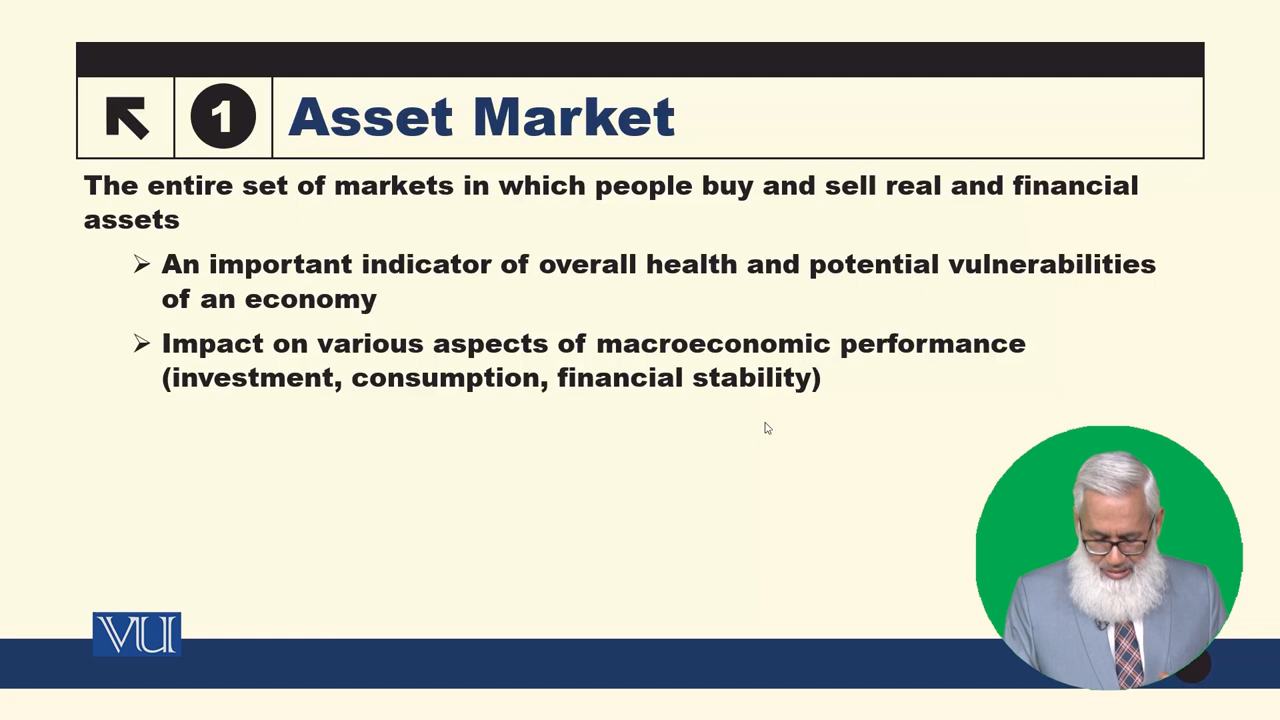 1 Asset Market
The entire set of markets in which people buy and sell real and financial
assets
➢ An important indicator of overall health and potential vulnerabilities
of an economy
➢ Impact on various aspects of macroeconomic performance
(investment, consumption, financial stability)
VU